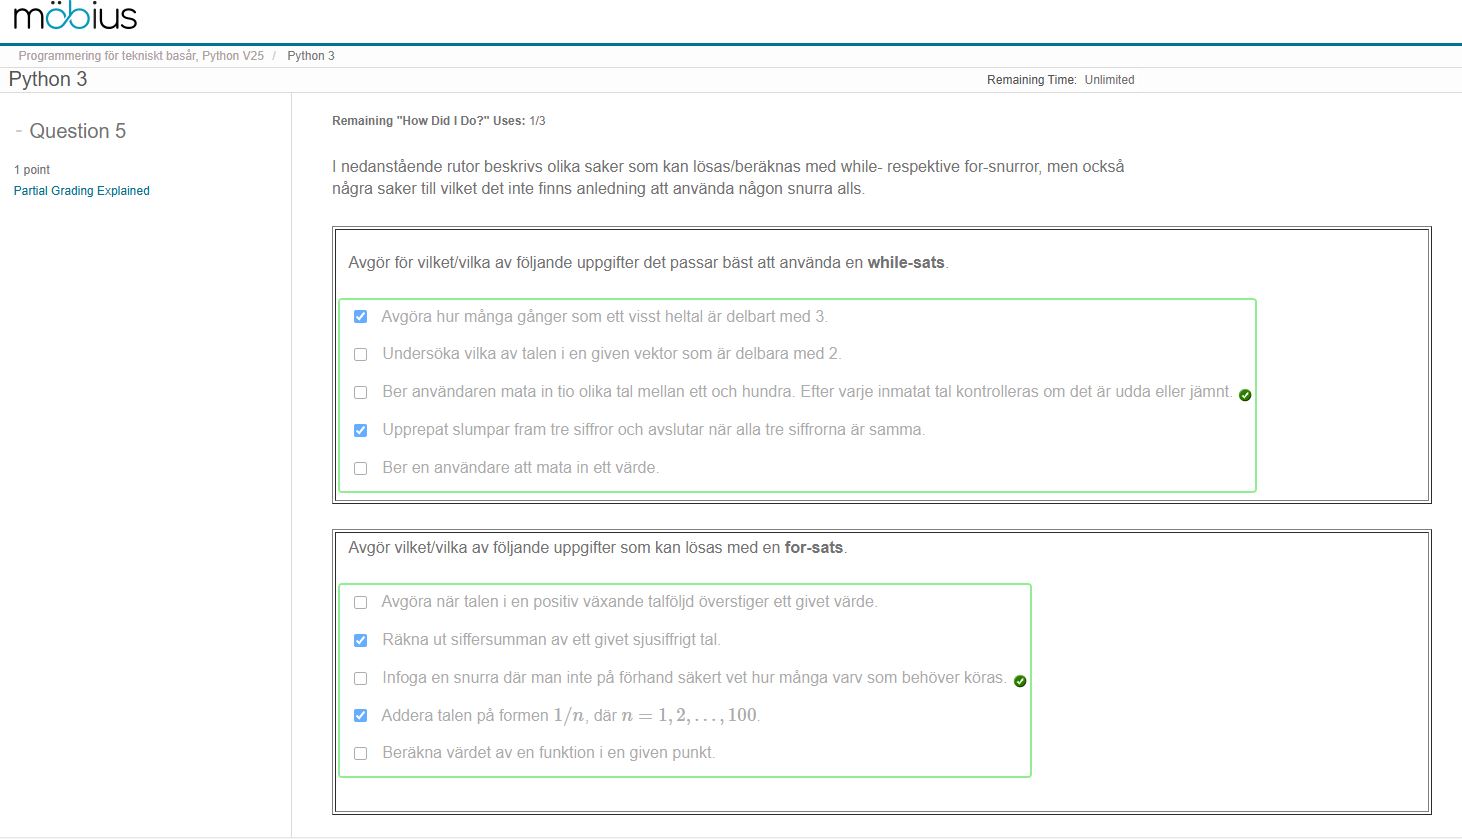 möbius
Programmering för tekniskt basår, Python V25 / Python 3
Python 3
Remaining Time: Unlimited
- Question 5
1 point
Partial Grading Explained
Remaining "How Did I Do?" Uses: 1/3
I nedanstående rutor beskrivs olika saker som kan lösas/beräknas med while- respektive for-snurror, men också
några saker till vilket det inte finns anledning att använda någon snurra alls.
Avgör för vilket/vilka av följande uppgifter det passar bäst att använda en while-sats.
Avgöra hur många gånger som ett visst heltal är delbart med 3.
Undersöka vilka av talen i en given vektor som är delbara med 2.
Ber användaren mata in tio olika tal mellan ett och hundra. Efter varje inmatat tal kontrolleras om det är udda eller jämnt.
Upprepat slumpar fram tre siffror och avslutar när alla tre siffrorna är samma.
Ber en användare att mata in ett värde.
Avgör vilket/vilka av följande uppgifter som kan lösas med en for-sats.
Avgöra när talen i en positiv växande talföljd överstiger ett givet värde.
Räkna ut siffersumman av ett givet sjusiffrigt tal.
Infoga en snurra där man inte på förhand säkert vet hur många varv som behöver köras.
Addera talen på formen 1/n, där n = 1, 2, . . . , 100.
Beräkna värdet av en funktion i en given punkt.